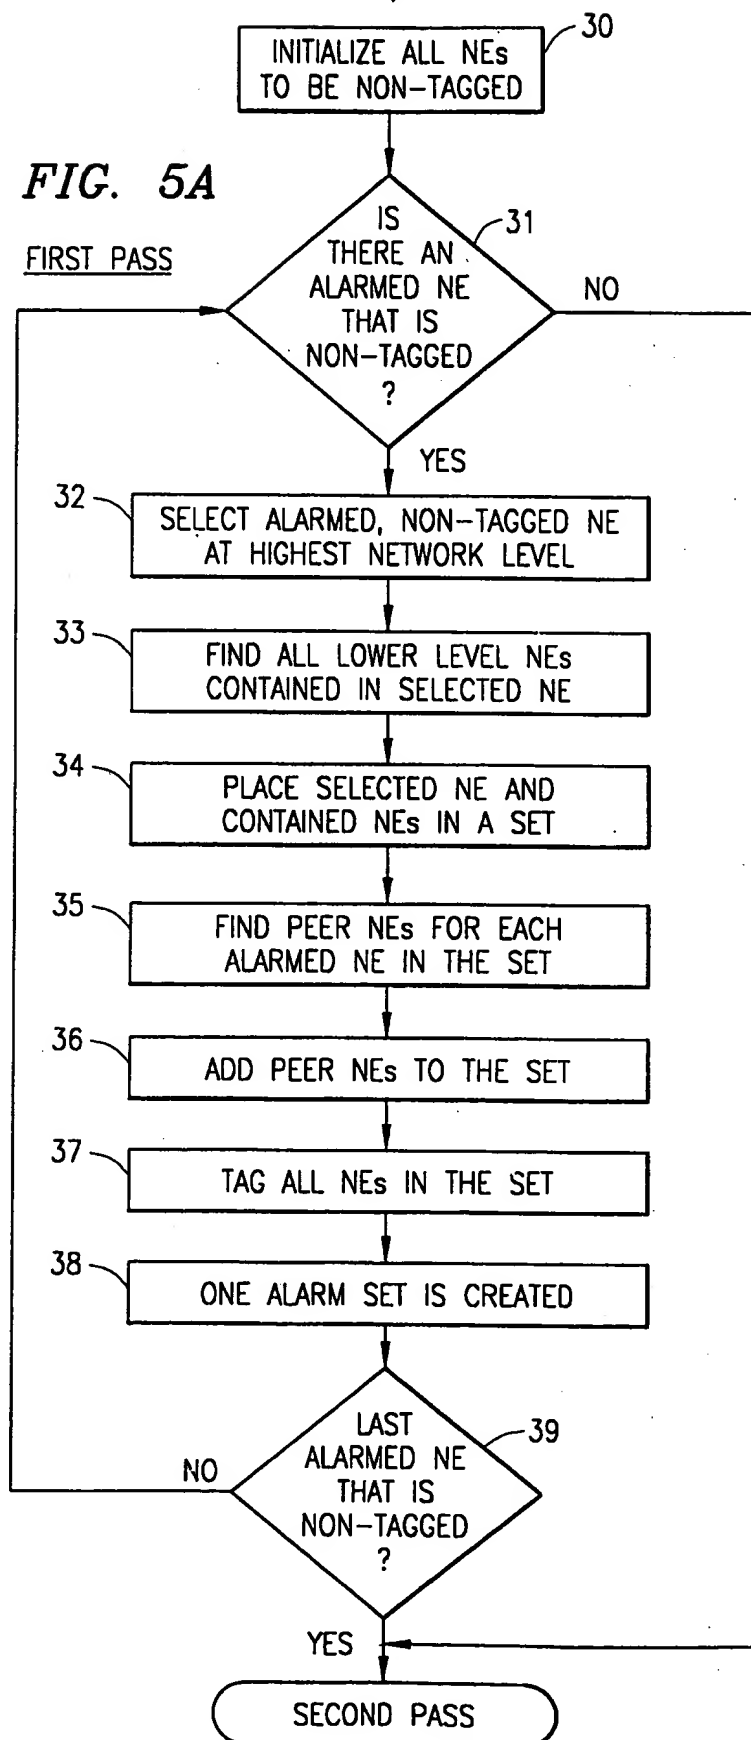 30
INITIALIZE ALL NEs
TO BE NON-TAGGED
FIG. 5A
FIRST PASS
31
IS
THERE AN
ALARMED NE
THAT IS
NON-TAGGED
?
NO
YES
32
SELECT ALARMED, NON-TAGGED NE
AT HIGHEST NETWORK LEVEL
33
FIND ALL LOWER LEVEL NEs
CONTAINED IN SELECTED NE
34
PLACE SELECTED NE AND
CONTAINED NEs IN A SET
35
FIND PEER NEs FOR EACH
ALARMED NE IN THE SET
36
ADD PEER NEs TO THE SET
37
TAG ALL NEs IN THE SET
38
ONE ALARM SET IS CREATED
39
LAST
ALARMED NE
THAT IS
NON-TAGGED
?
NO
YES
SECOND PASS